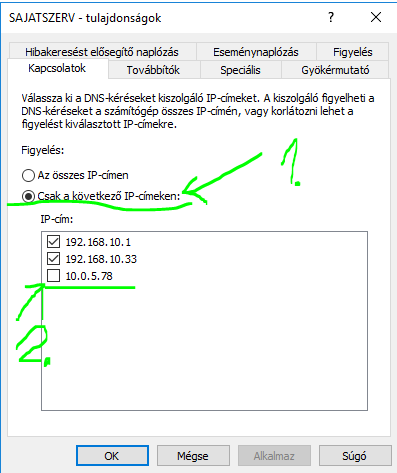 SAJATSZERV - tulajdonságok
Hibakeresést elősegítő naplózás Eseménynaplózás Figyelés
Kapcsolatok Továbbítók Speciális Gyökérmutató
Válassza ki a DNS-kéréseket kiszolgáló IP-címeket. A kiszolgáló figyelheti a
DNS-kéréseket a számítógép összes IP-címén, vagy korlátozni lehet a
figyelést kiválasztott IP-címekre.
Figyelés:
1.
Az összes IP-címen
Csak a következő IP-címeken:
IP-cím:
192.168.10.1
192.168.10.33
10.0.5.78
2.
OK Mégse Alkalmaz Súgó